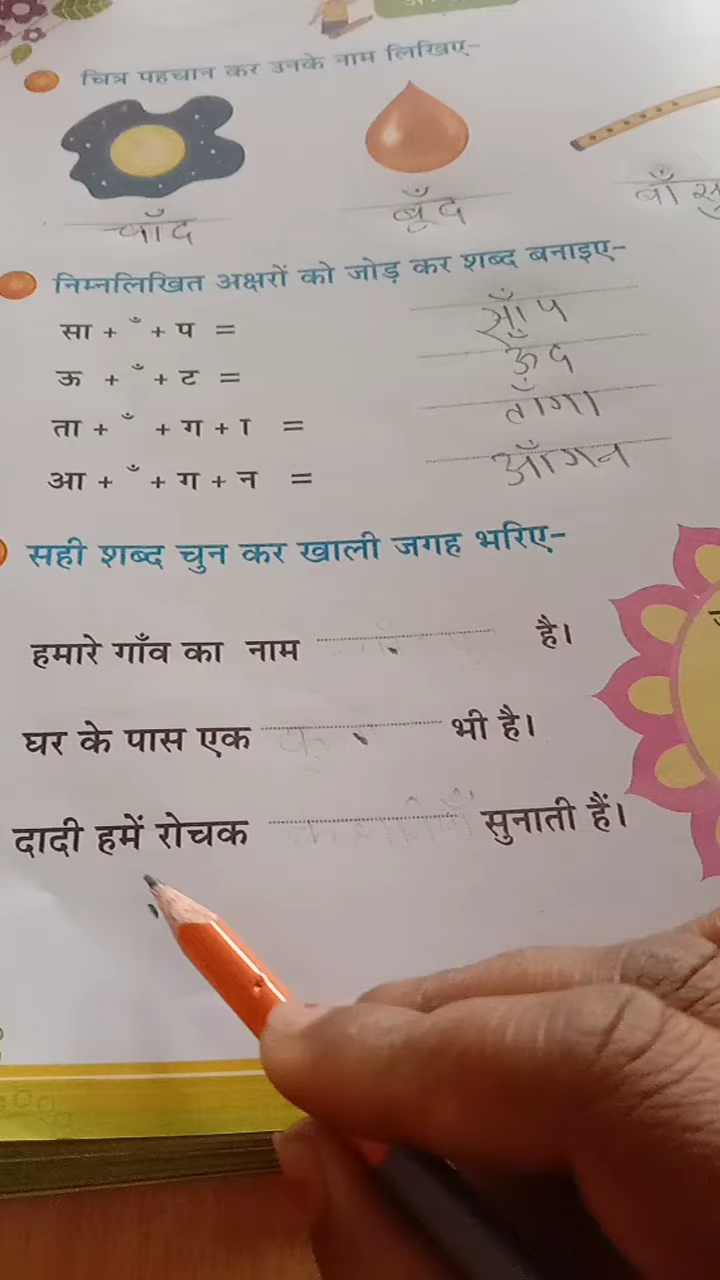 चित्र पहचान कर उनके नाम लिखिए-
चाँद बूँद बाँसु
निम्नलिखित अक्षरों को जोड़ कर शब्द बनाइए-
सा + ँ + प = साँप
ऊ + ँ + ट = ऊँद
ता + ँ + ग + ा = ताँगा
आ + ँ + ग + न = आँगन
सही शब्द चुन कर खाली जगह भरिए-
हमारे गाँव का नाम है।
घर के पास एक भी है।
दादी हमें रोचक सुनाती हैं।